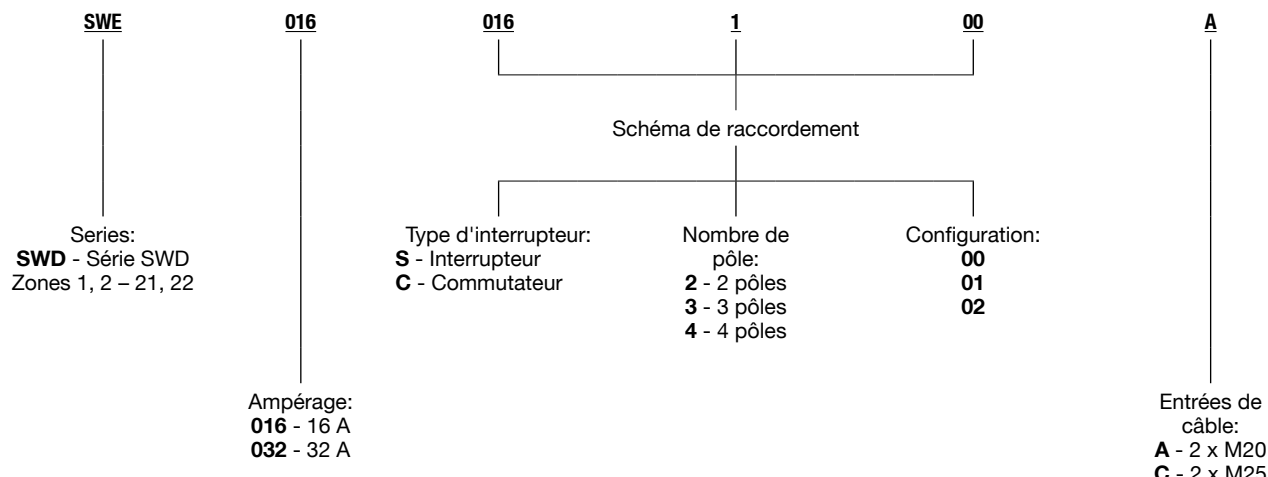 SWE 016 016 1 00 A
Schéma de raccordement
Series:
SWD - Série SWD
Zones 1, 2 – 21, 22
Type d'interrupteur:
S - Interrupteur
C - Commutateur
Nombre de
pôle:
2 - 2 pôles
3 - 3 pôles
4 - 4 pôles
Configuration:
00
01
02
Ampérage:
016 - 16 A
032 - 32 A
Entrées de
câble:
A - 2 x M20
C - 2 x M25